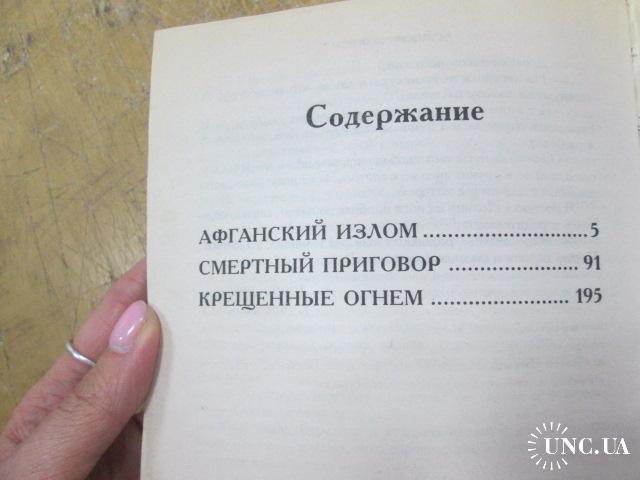 Содержание
АФГАНСКИЙ ИЗЛОМ ............................. 5
СМЕРТНЫЙ ПРИГОВОР ....................... 91
КРЕЩЕННЫЕ ОГНЕМ ........................ 195
UNC.UA